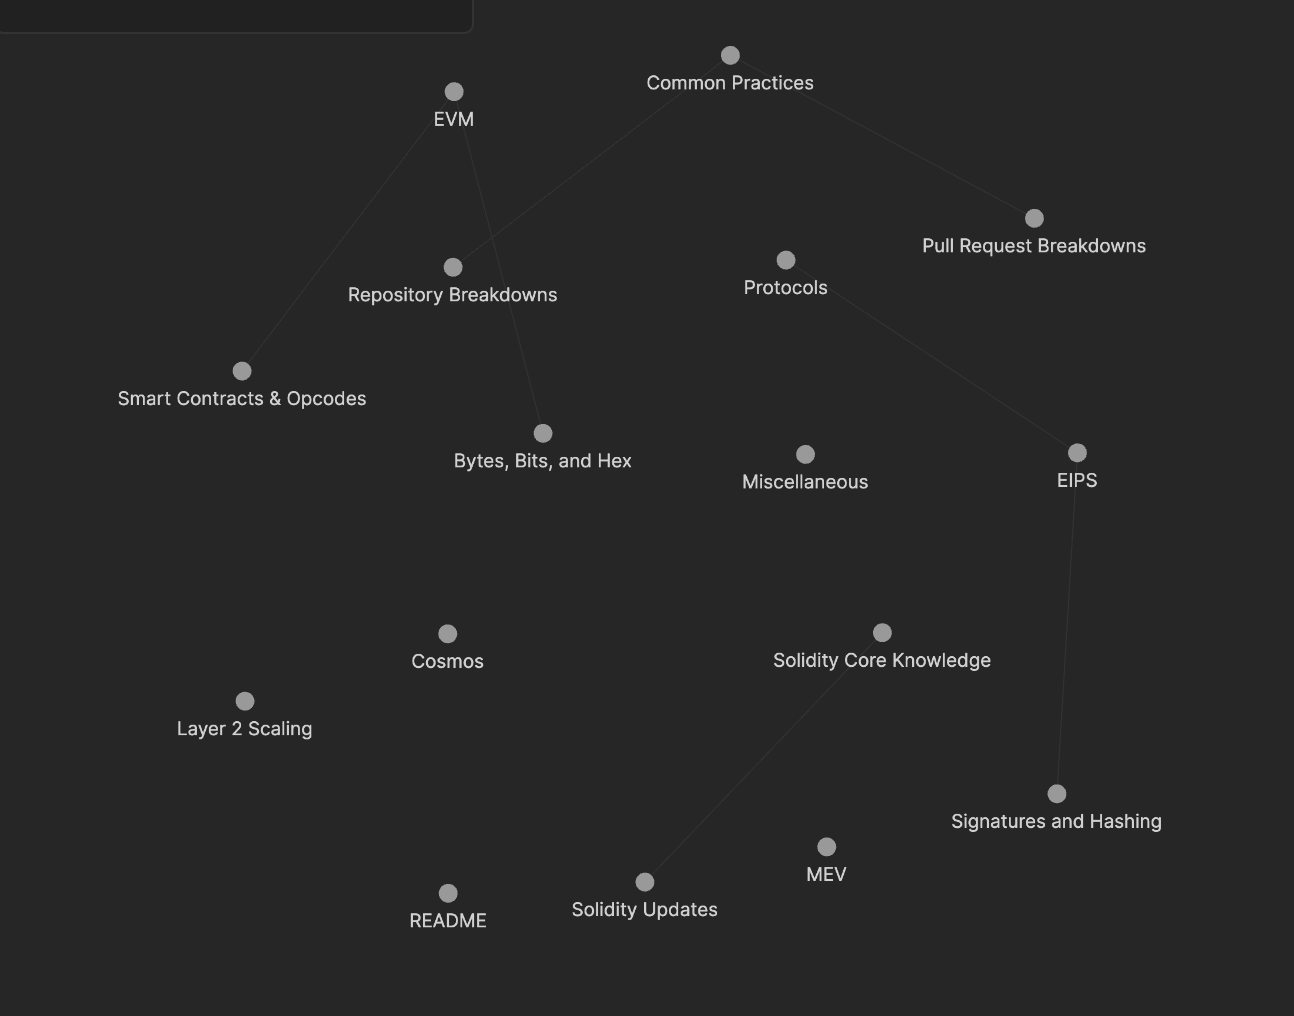 Common Practices
EVM
Pull Request Breakdowns
Protocols
Repository Breakdowns
Smart Contracts & Opcodes
Bytes, Bits, and Hex
Miscellaneous
EIPS
Cosmos
Solidity Core Knowledge
Layer 2 Scaling
Signatures and Hashing
MEV
Solidity Updates
README